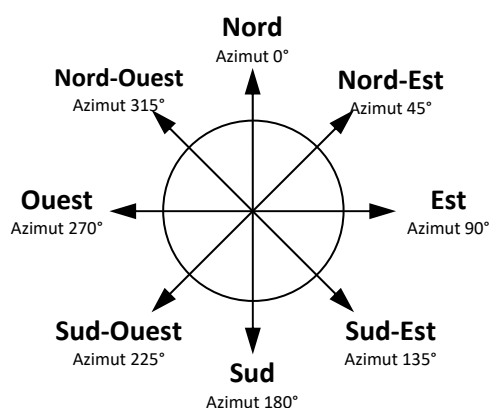 Nord
Azimut 0°
Nord-Ouest
Azimut 315°
Nord-Est
Azimut 45°
Ouest
Azimut 270°
Est
Azimut 90°
Sud-Ouest
Azimut 225°
Sud-Est
Azimut 135°
Sud
Azimut 180°